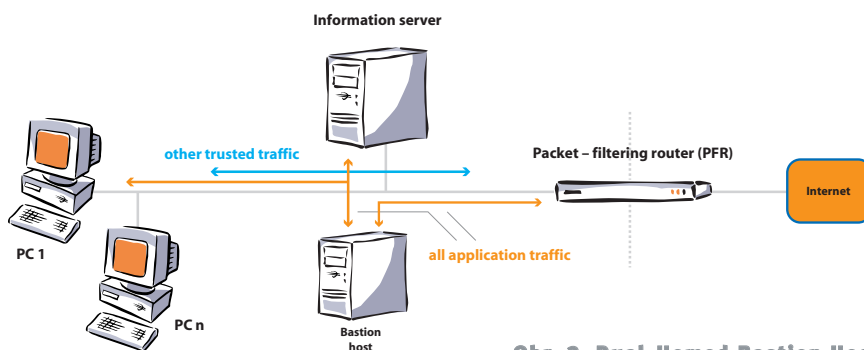 Information server
other trusted traffic
Packet – filtering router (PFR)
Internet
PC 1
all application traffic
PC n
Bastion
host